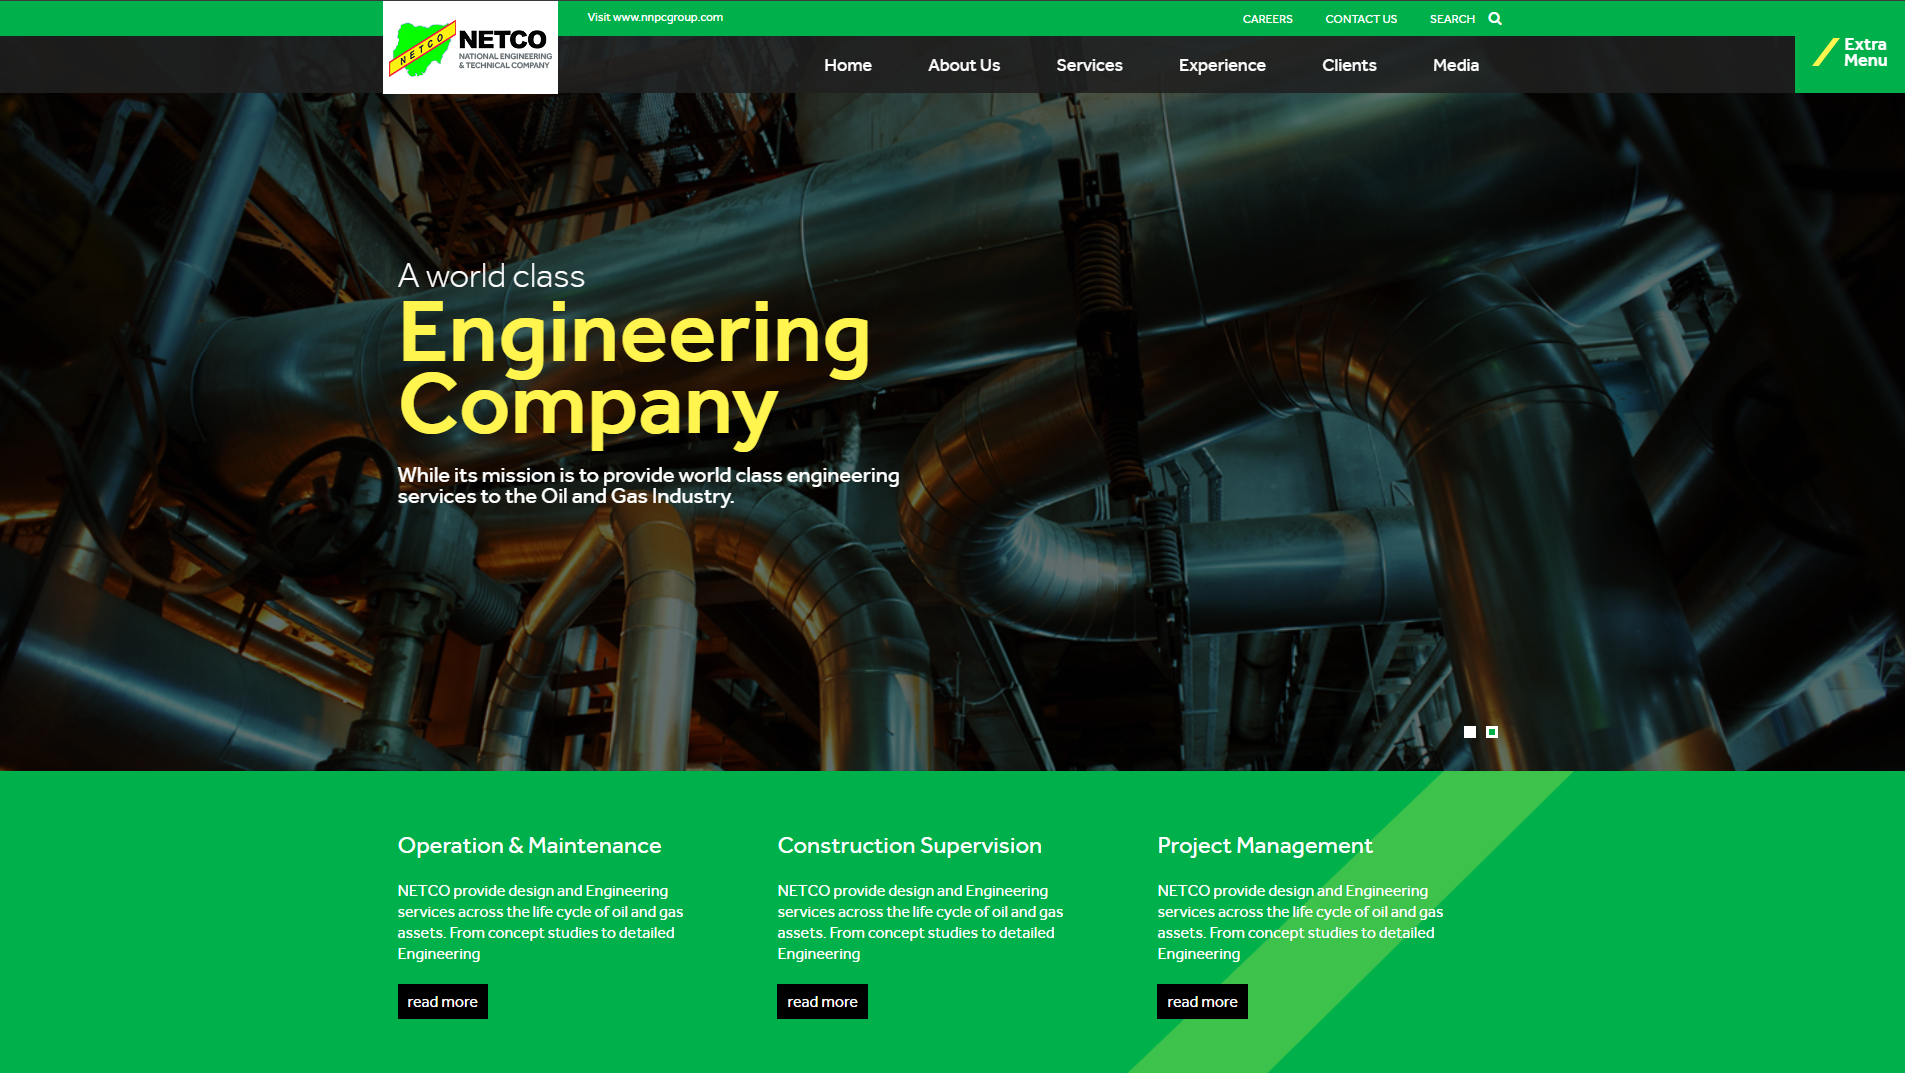 Visit www.nnpcgroup.com
CAREERS
CONTACT US
SEARCH
NETCO
NETCO
NATIONAL ENGINEERING
& TECHNICAL COMPANY
Home
About Us
Services
Experience
Clients
Media
Extra
Menu
A world class
Engineering
Company
While its mission is to provide world class engineering
services to the Oil and Gas Industry.
Operation & Maintenance
NETCO provide design and Engineering
services across the life cycle of oil and gas
assets. From concept studies to detailed
Engineering
read more
Construction Supervision
NETCO provide design and Engineering
services across the life cycle of oil and gas
assets. From concept studies to detailed
Engineering
read more
Project Management
NETCO provide design and Engineering
services across the life cycle of oil and gas
assets. From concept studies to detailed
Engineering
read more